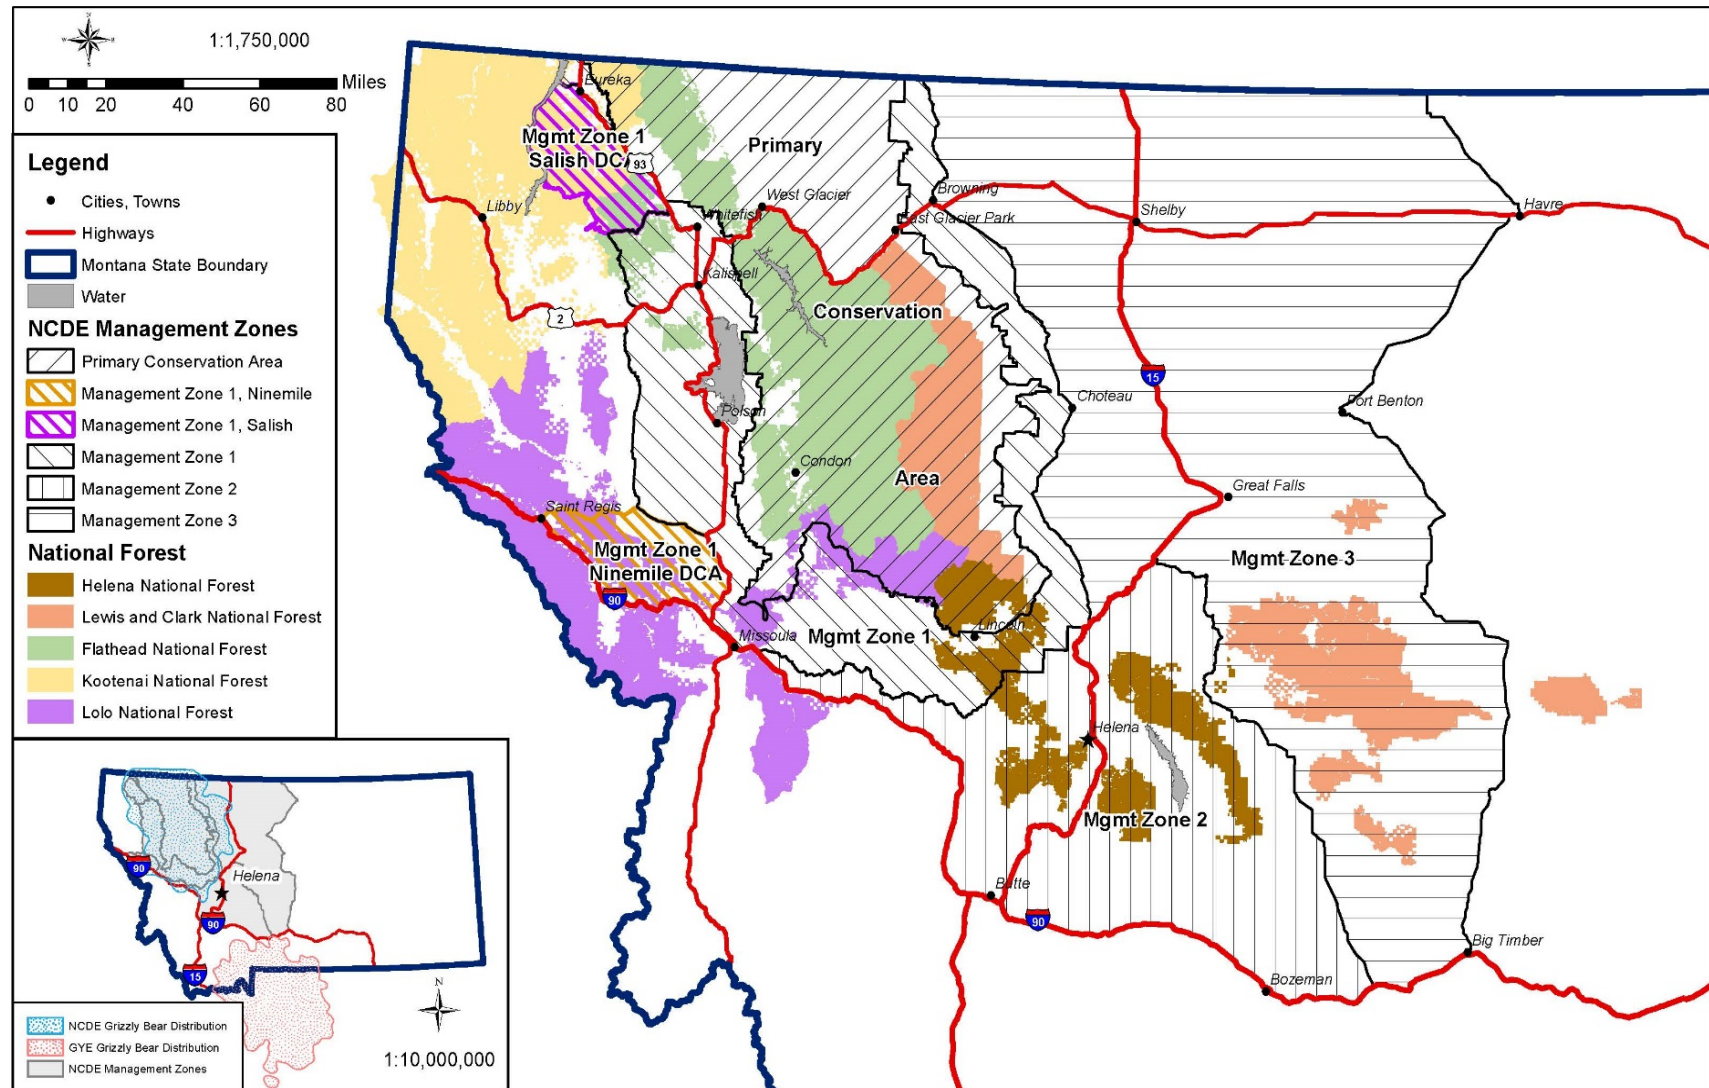 1:1,750,000
Miles
0 10 20 40 60 80
Legend
Cities, Towns
Highways
Montana State Boundary
Water
NCDE Management Zones
Primary Conservation Area
Management Zone 1, Ninemile
Management Zone 1, Salish
Management Zone 1
Management Zone 2
Management Zone 3
National Forest
Helena National Forest
Lewis and Clark National Forest
Flathead National Forest
Kootenai National Forest
Lolo National Forest
Eureka
Mgmt Zone 1
Salish DCA
93
Primary
West Glacier
Browning
Libby
Whitefish
East Glacier Park
Shelby
Havre
Kalispell
2
Conservation
15
Choteau
Fort Benton
Polson
Condon
Area
Great Falls
Saint Regis
Mgmt Zone 1
Ninemile DCA
90
Mgmt Zone 3
Missoula
Mgmt Zone 1
Lincoln
Helena
Mgmt Zone 2
Butte
90
Big Timber
Bozeman
90
Helena
90
15
N
NCDE Grizzly Bear Distribution
GYE Grizzly Bear Distribution
NCDE Management Zones
1:10,000,000